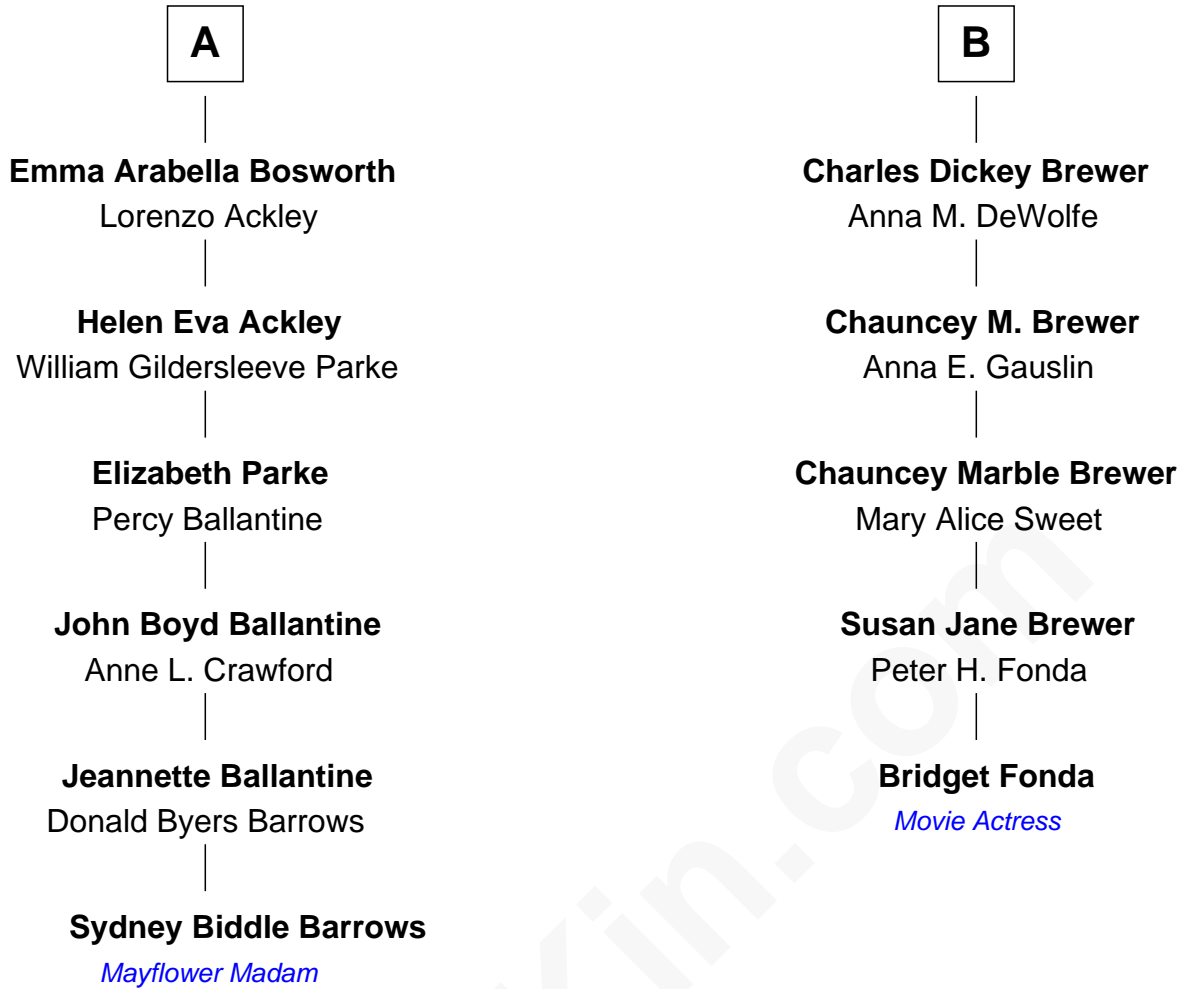 A
Emma Arabella Bosworth
Lorenzo Ackley
Helen Eva Ackley
William Gildersleeve Parke
Elizabeth Parke
Percy Ballantine
John Boyd Ballantine
Anne L. Crawford
Jeannette Ballantine
Donald Byers Barrows
Sydney Biddle Barrows
Mayflower Madam
B
Charles Dickey Brewer
Anna M. DeWolfe
Chauncey M. Brewer
Anna E. Gauslin
Chauncey Marble Brewer
Mary Alice Sweet
Susan Jane Brewer
Peter H. Fonda
Bridget Fonda
Movie Actress
Kin.com